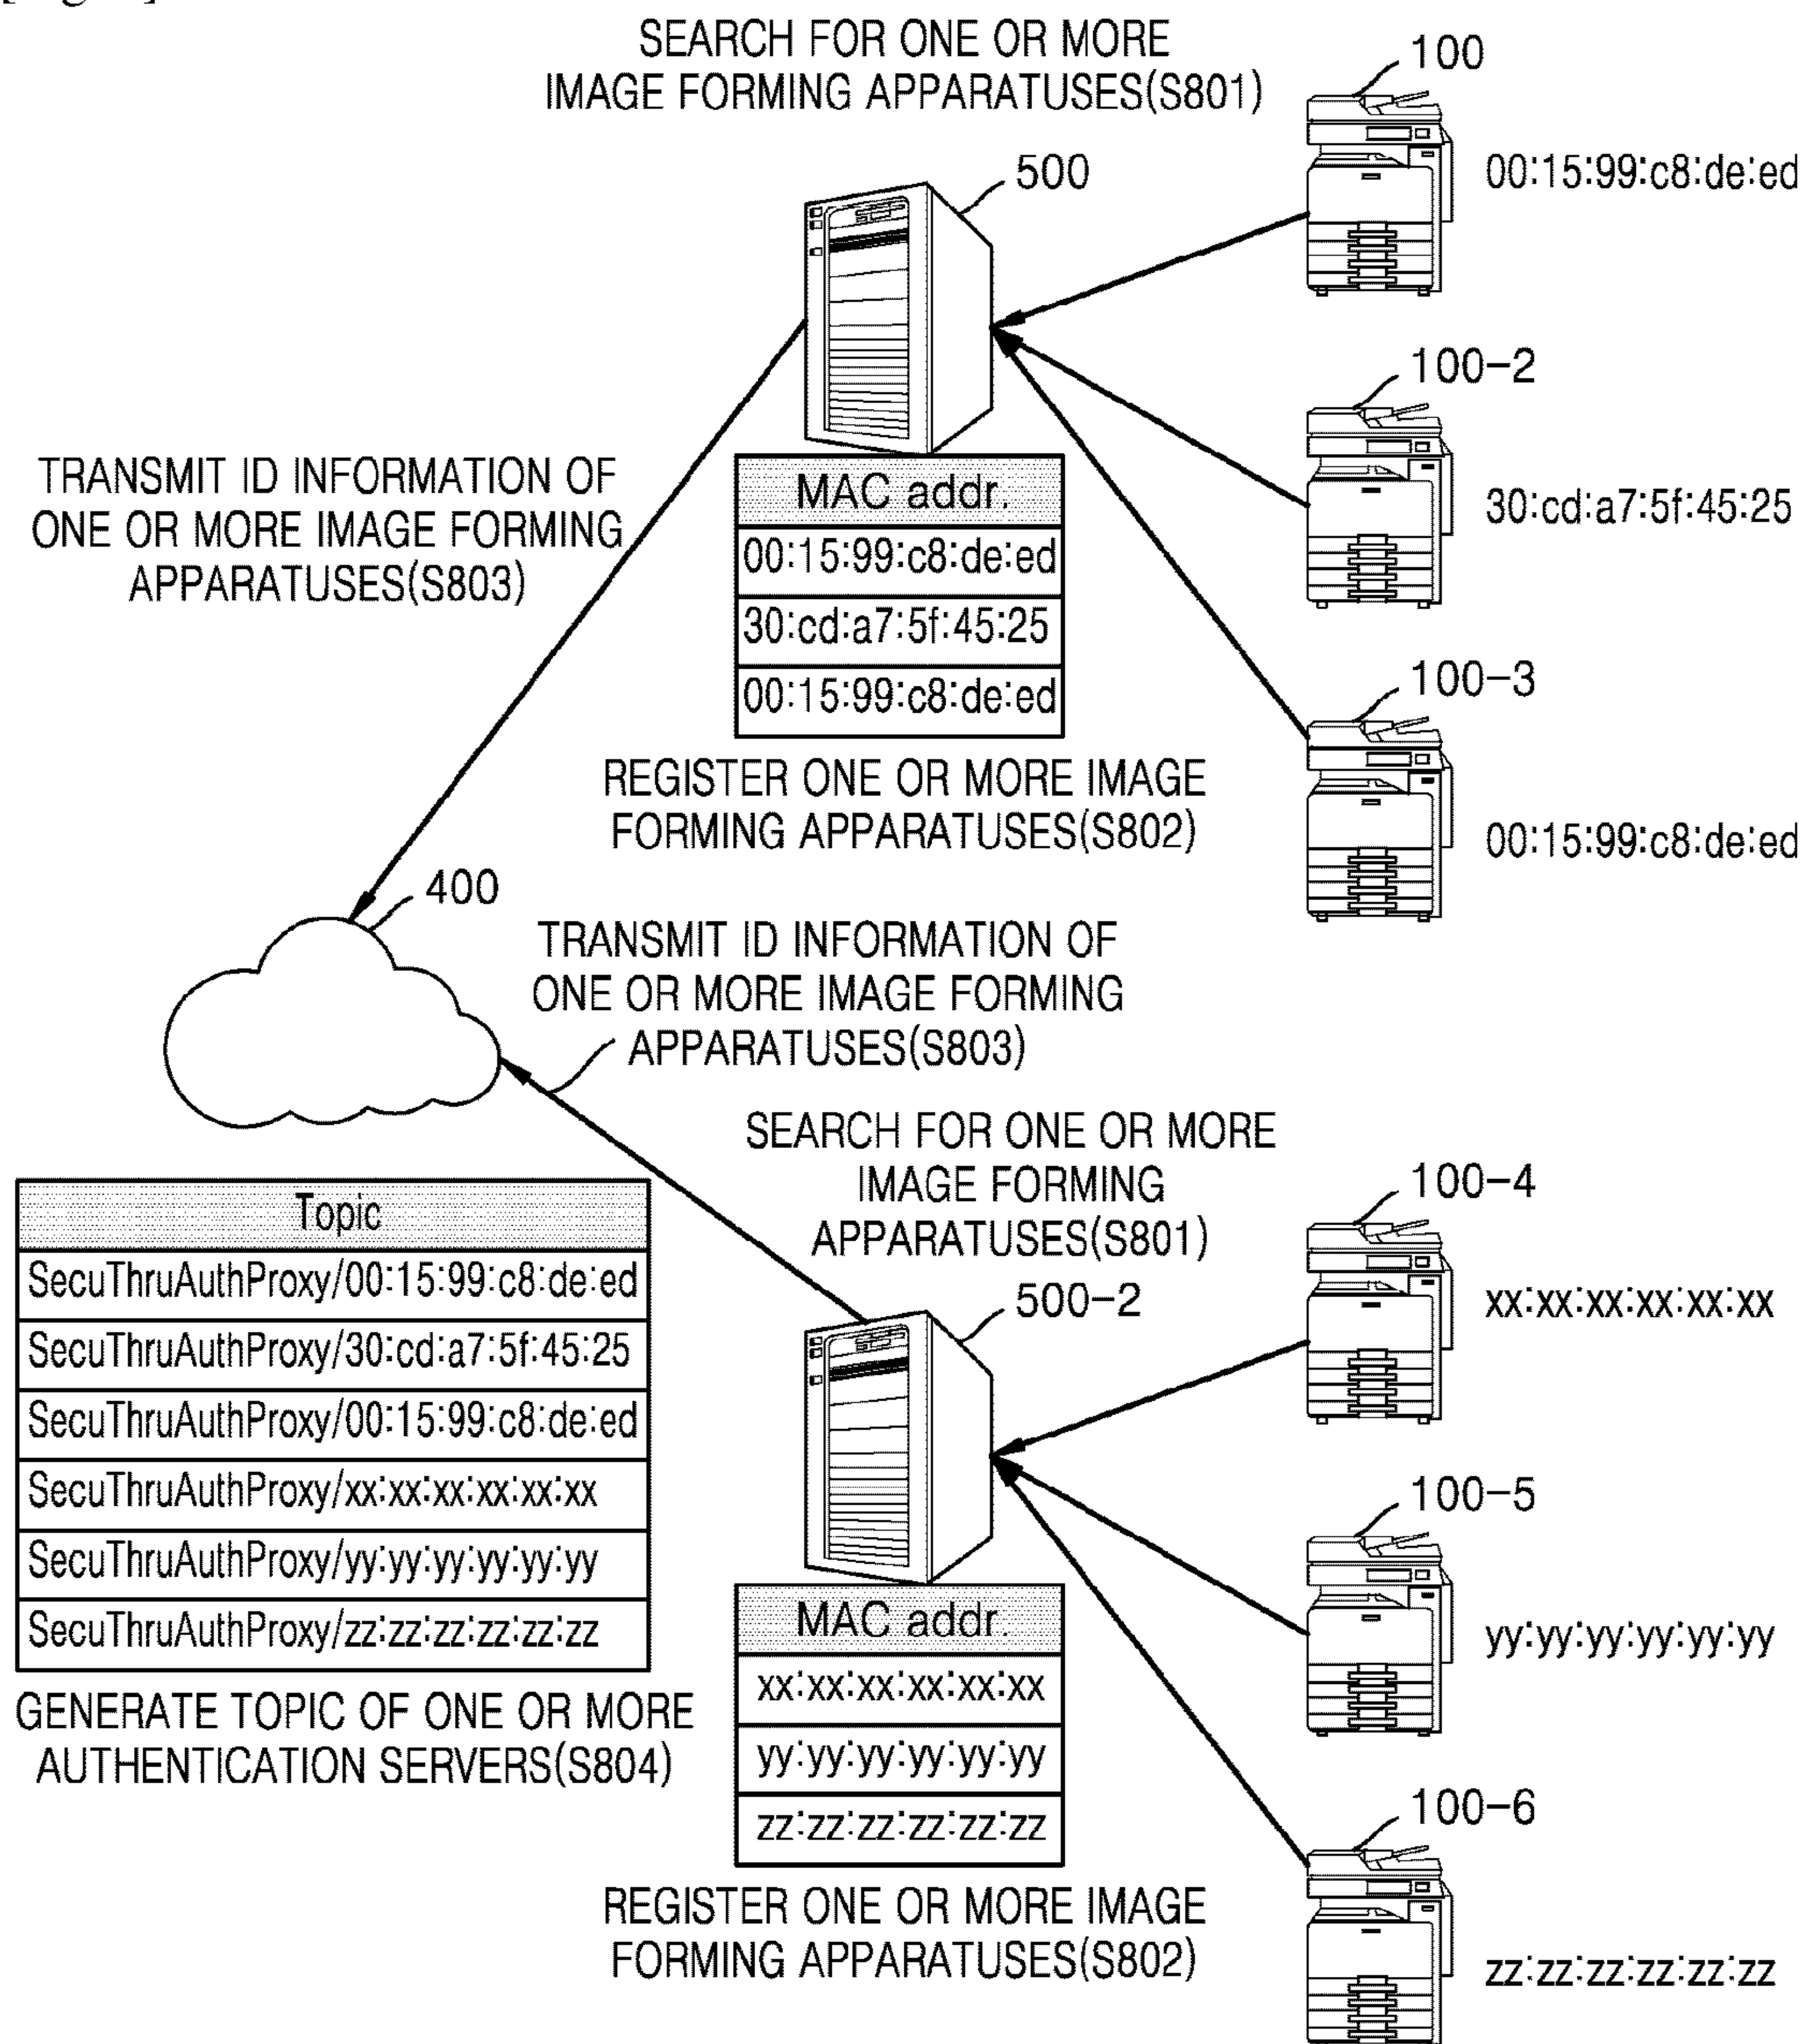 SEARCH FOR ONE OR MORE
IMAGE FORMING APPARATUSES(S801)
100
00:15:99:c8:de:ed
500
100-2
30:cd:a7:5f:45:25
TRANSMIT ID INFORMATION OF
ONE OR MORE IMAGE FORMING
APPARATUSES(S803)
MAC addr.
00:15:99:c8:de:ed
30:cd:a7:5f:45:25
00:15:99:c8:de:ed
100-3
00:15:99:c8:de:ed
REGISTER ONE OR MORE IMAGE
FORMING APPARATUSES(S802)
400
TRANSMIT ID INFORMATION OF
ONE OR MORE IMAGE FORMING
APPARATUSES(S803)
SEARCH FOR ONE OR MORE
IMAGE FORMING
APPARATUSES(S801)
100-4
xx:xx:xx:xx:xx:xx
500-2
Topic
SecuThruAuthProxy/00:15:99:c8:de:ed
SecuThruAuthProxy/30:cd:a7:5f:45:25
SecuThruAuthProxy/00:15:99:c8:de:ed
SecuThruAuthProxy/xx:xx:xx:xx:xx:xx
SecuThruAuthProxy/yy:yy:yy:yy:yy:yy
SecuThruAuthProxy/zz:zz:zz:zz:zz:zz
GENERATE TOPIC OF ONE OR MORE
AUTHENTICATION SERVERS(S804)
100-5
yy:yy:yy:yy:yy:yy
MAC addr.
xx:xx:xx:xx:xx:xx
yy:yy:yy:yy:yy:yy
zz:zz:zz:zz:zz:zz
100-6
zz:zz:zz:zz:zz:zz
REGISTER ONE OR MORE IMAGE
FORMING APPARATUSES(S802)